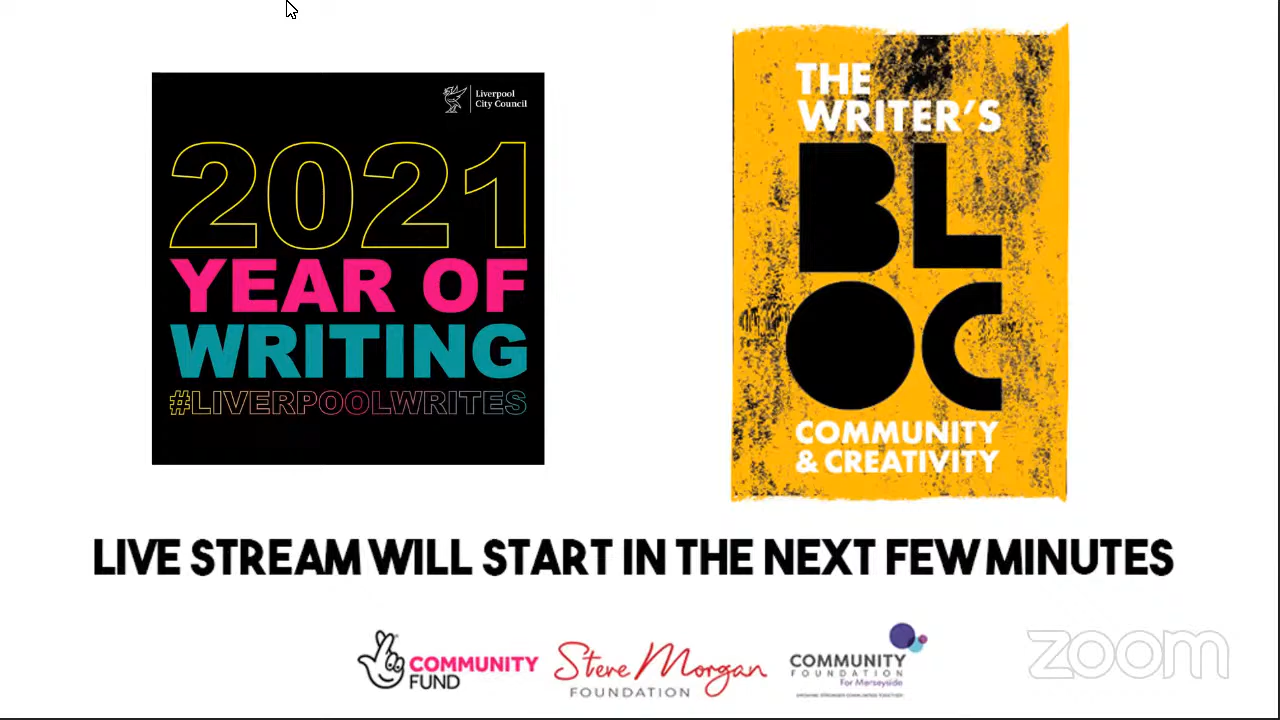 Liverpool
City Council
2021
YEAR OF
WRITING
#LIVERPOOLWRITES
THE
WRITER'S
BL
OC
COMMUNITY
& CREATIVITY
LIVE STREAM WILL START IN THE NEXT FEW MINUTES
COMMUNITY
FUND
Steve Morgan
FOUNDATION
COMMUNITY
FOUNDATION
For Merseyside
zoom